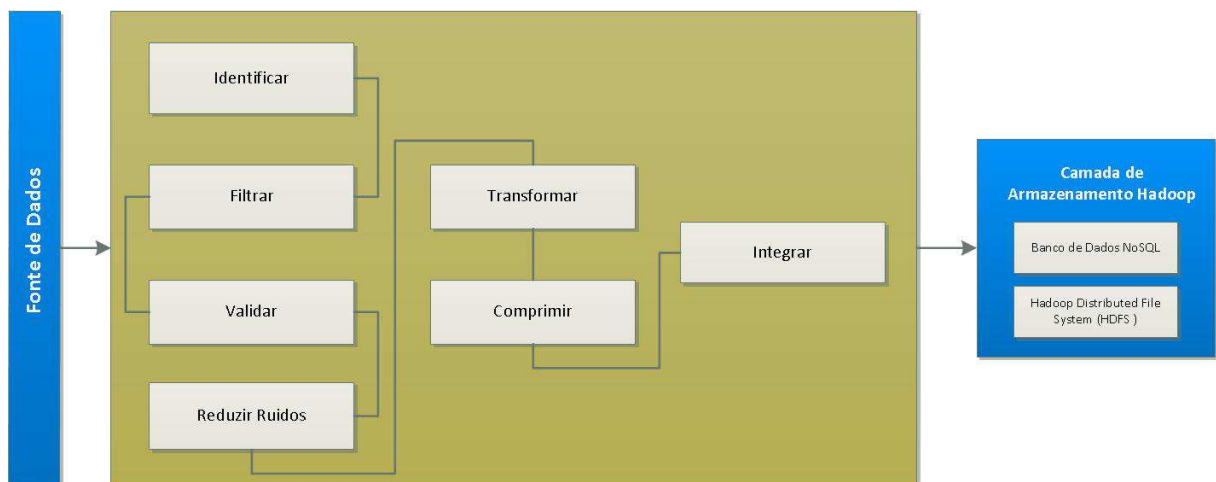 Fonte de Dados
Identificar
Filtrar
Validar
Reduzir Ruidos
Transformar
Comprimir
Integrar
Camada de
Armazenamento Hadoop
Banco de Dados NoSQL
Hadoop Distributed File
System (HDFS )